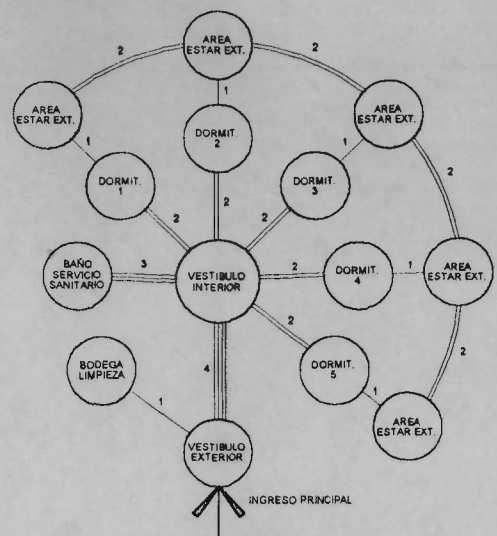 AREA
ESTAR EXT.
2
2
AREA
ESTAR EXT.
1
AREA
ESTAR EXT.
DORMIT.
2
1
1
DORMIT.
1
DORMIT.
3
2
2
2
2
BAÑO
SERVICIO
SANITARIO
3
VESTIBULO
INTERIOR
2
DORMIT.
4
1
AREA
ESTAR EXT.
2
2
BODEGA
LIMPIEZA
4
DORMIT.
5
1
1
AREA
ESTAR EXT.
VESTIBULO
EXTERIOR
INGRESO PRINCIPAL